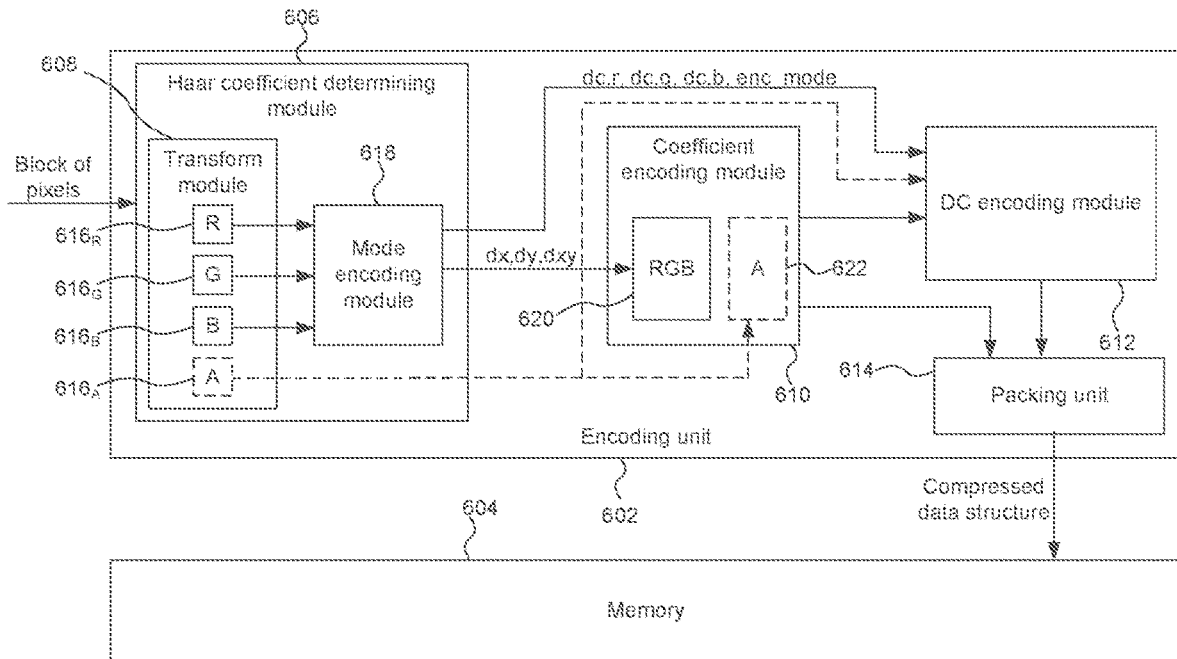 606
608
Haar coefficient determining
module
dc.r, dc.g, dc.b, enc_mode
Block of
pixels
Transform
module
618
Coefficient
encoding module
DC encoding module
616R
R
616G
G
616B
B
616A
A
Mode
encoding
module
dx,dy,dxy
RGB
A
622
620
610
612
614
Packing unit
Encoding unit
602
Compressed
data structure
604
Memory